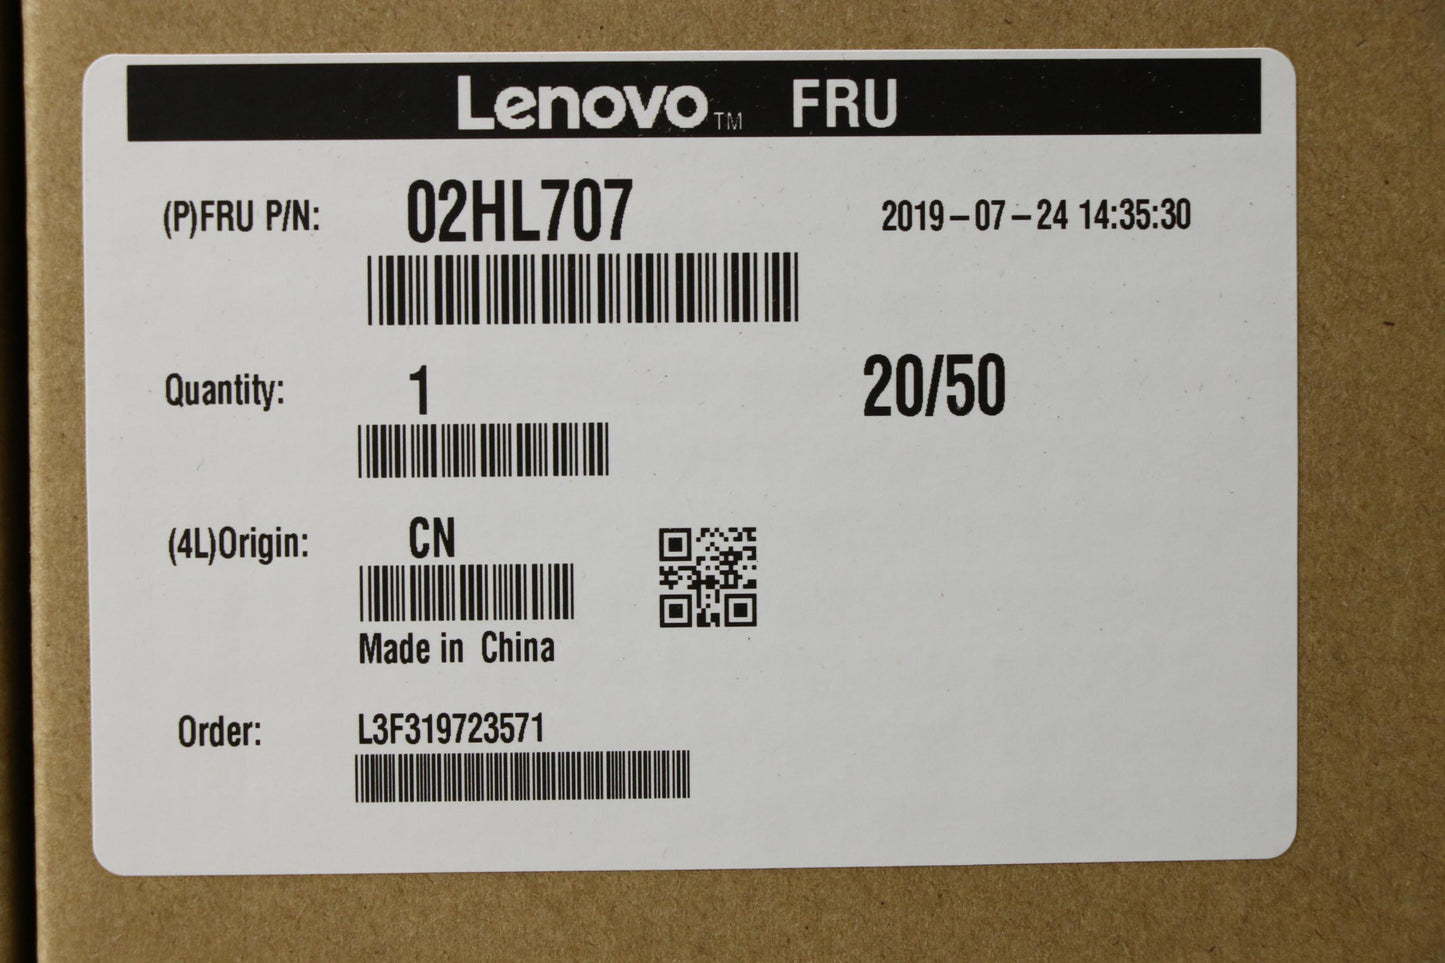 Lenovo™ FRU
(P)FRU P/N: 02HL707 2019-07-24 14:35:30
Quantity: 1 20/50
(4L)Origin: CN
Made in China
Order: L3F319723571